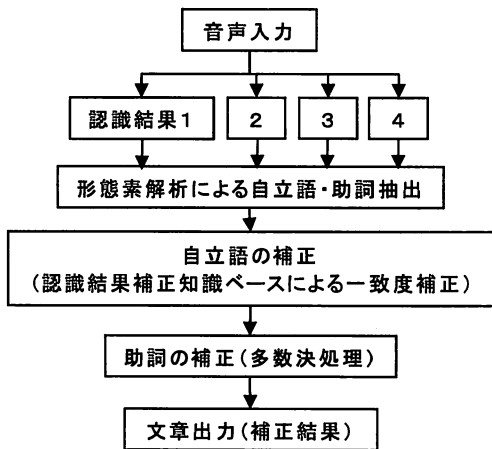 音声入力
認識結果1
2
3
4
形態素解析による自立語・助詞抽出
自立語の補正
(認識結果補正知識ベースによる一致度補正)
助詞の補正(多数決処理)
文章出力(補正結果)